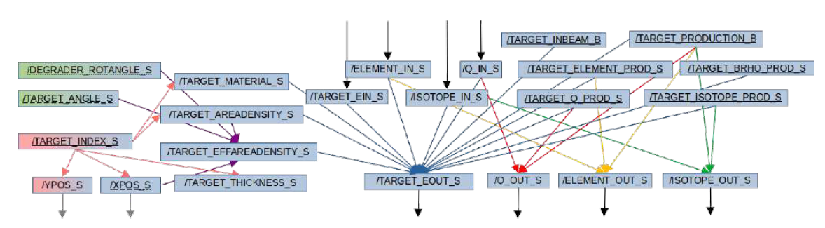 /TARGET_INBEAM_B
/TARGET_PRODUCTION_B
/DEGRADER_ROTANGLE_S
/ELEMENT_IN_S
/Q_IN_S
/TARGET_ELEMENT_PROD_S
/TARGET_BRHO_PROD_S
/TARGET_MATERIAL_S
/TARGET_ANGLE_S
/TARGET_EIN_S
/ISOTOPE_IN_S
/TARGET_Q_PROD_S
/TARGET_ISOTOPE_PROD_S
/TARGET_AREADENSITY_S
/TARGET_INDEX_S
/TARGET_EFFAREADENSITY_S
/YPOS_S
/XPOS_S
/TARGET_THICKNESS_S
/TARGET_EOUT_S
/Q_OUT_S
/ELEMENT_OUT_S
/ISOTOPE_OUT_S